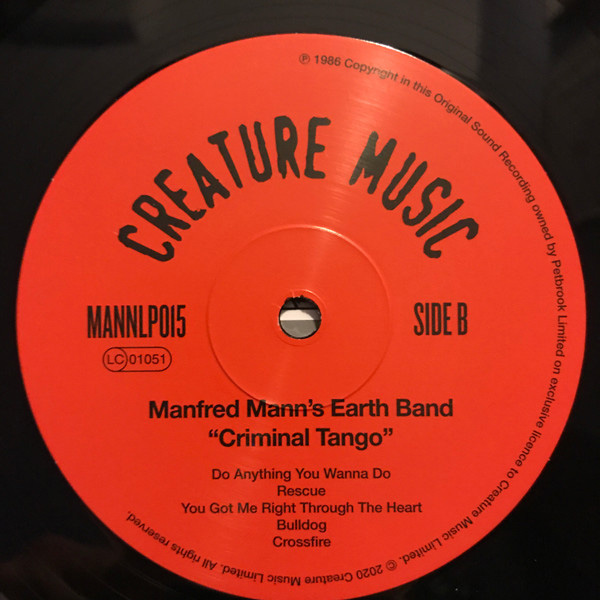 ℗ 1986 Copyright in this Original Sound Recording owned by Petbrook Limited on exclusive licence to Creature Music Limited. © 2020 Creature Music Limited. All rights reserved.
CREATURE MUSIC
MANNLP015
SIDE B
LC 01051
Manfred Mann's Earth Band
"Criminal Tango"
Do Anything You Wanna Do
Rescue
You Got Me Right Through The Heart
Bulldog
Crossfire